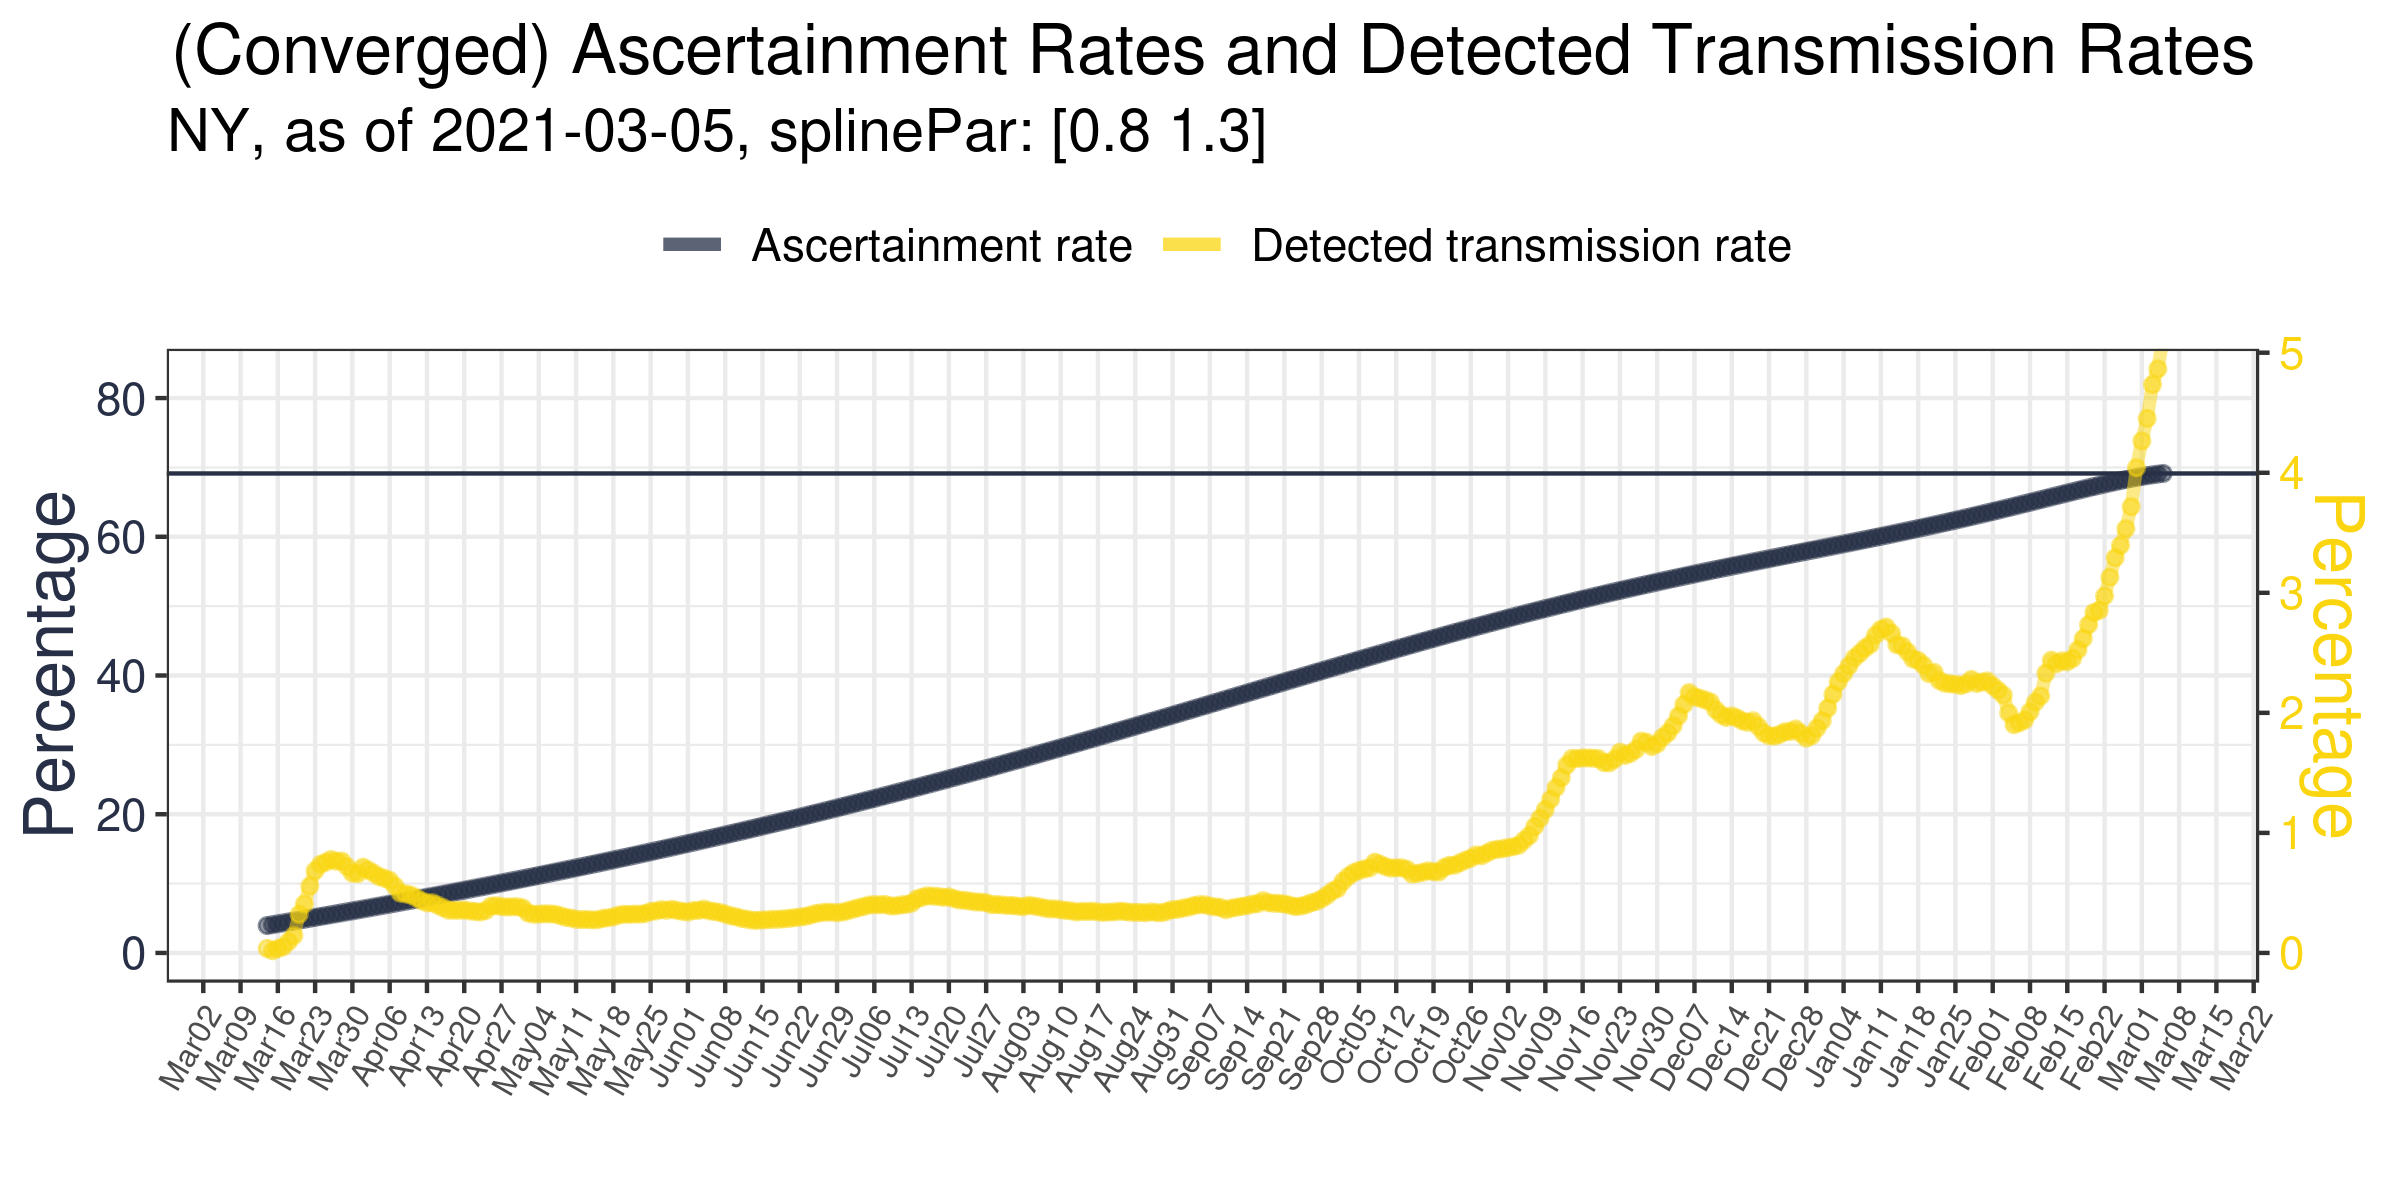 (Converged) Ascertainment Rates and Detected Transmission Rates
NY, as of 2021-03-05, splinePar: [0.8 1.3]
Ascertainment rate Detected transmission rate
Percentage
80
60
40
20
0
5
4
3
2
1
0
Percentage
Mar02 Mar09 Mar16 Mar23 Mar30 Apr06 Apr13 Apr20 Apr27 May04 May11 May18 May25 Jun01 Jun08 Jun15 Jun22 Jun29 Jul06 Jul13 Jul20 Jul27 Aug03 Aug10 Aug17 Aug24 Aug31 Sep07 Sep14 Sep21 Sep28 Oct05 Oct12 Oct19 Oct26 Nov02 Nov09 Nov16 Nov23 Nov30 Dec07 Dec14 Dec21 Dec28 Jan04 Jan11 Jan18 Jan25 Feb01 Feb08 Feb15 Feb22 Mar01 Mar08 Mar15 Mar22